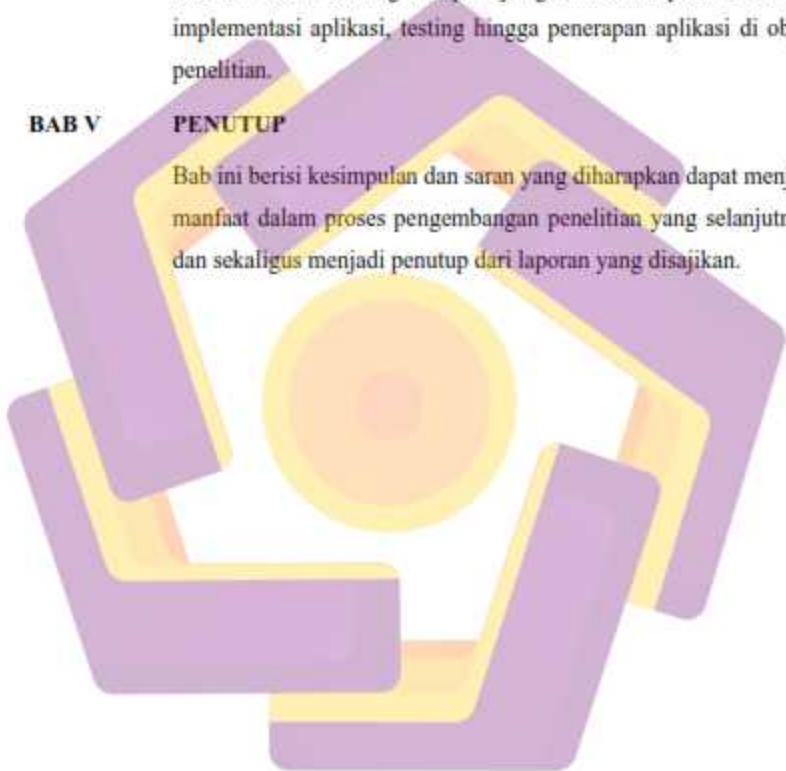 implementasi aplikasi, testing hingga penerapan aplikasi di
penelitian.
BAB V PENUTUP
Bab ini berisi kesimpulan dan saran yang diharapkan dapat
manfaat dalam proses pengembangan penelitian yang
dan sekaligus menjadi penutup dari laporan yang disajikan.